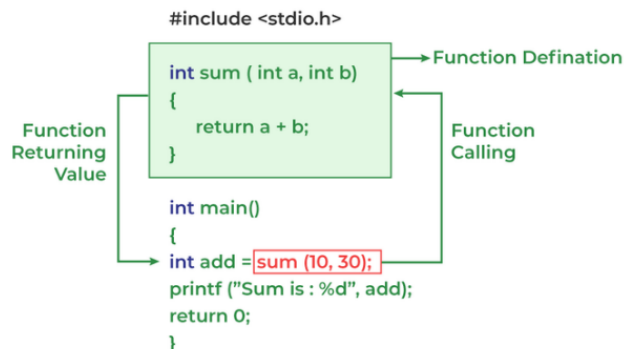 #include <stdio.h>
int sum ( int a, int b)
{
return a + b;
}
Function Defination
Function
Returning
Value
Function
Calling
int main()
{
int add = sum (10, 30);
printf (”Sum is : %d”, add);
return 0;
}